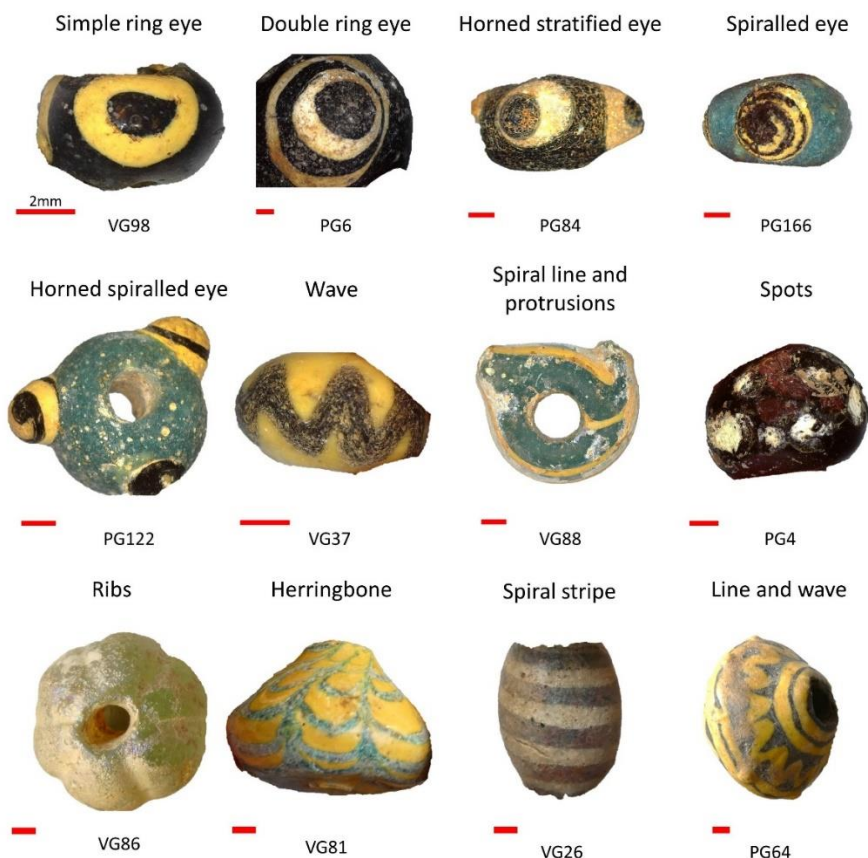 Simple ring eye
Double ring eye
Horned stratified eye
Spiralled eye
2mm
VG98
PG6
PG84
PG166
Horned spiralled eye
Wave
Spiral line and
protrusions
Spots
PG122
VG37
VG88
PG4
Ribs
Herringbone
Spiral stripe
Line and wave
VG86
VG81
VG26
PG64